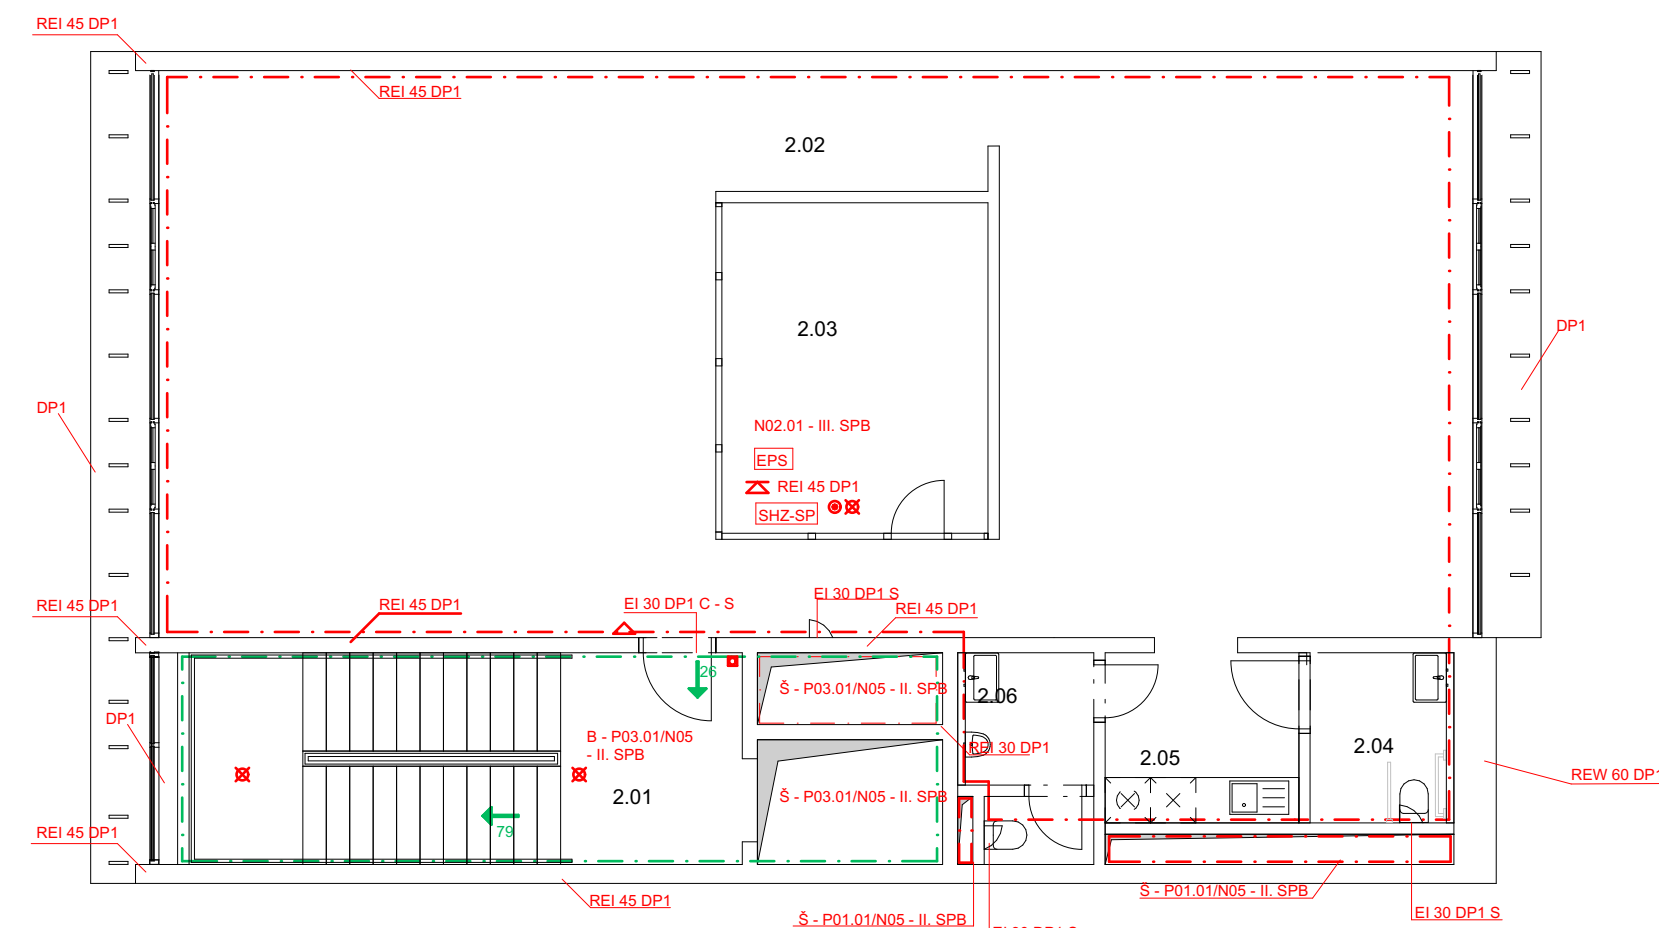 REI 45 DP1
REI 45 DP1
2.02
2.03
DP1
DP1
N02.01 - III. SPB
EPS
REI 45 DP1
SHZ-SP
REI 45 DP1
REI 45 DP1
EI 30 DP1 C - S
EI 30 DP1 S
REI 45 DP1
26
Š - P03.01/N05 - II. SPB
2.06
DP1
B - P03.01/N05
- II. SPB
REI 30 DP1
2.05
2.04
REW 60 DP1
2.01
Š - P03.01/N05 - II. SPB
79
REI 45 DP1
REI 45 DP1
Š - P01.01/N05 - II. SPB
Š - P01.01/N05 - II. SPB
EI 30 DP1 S